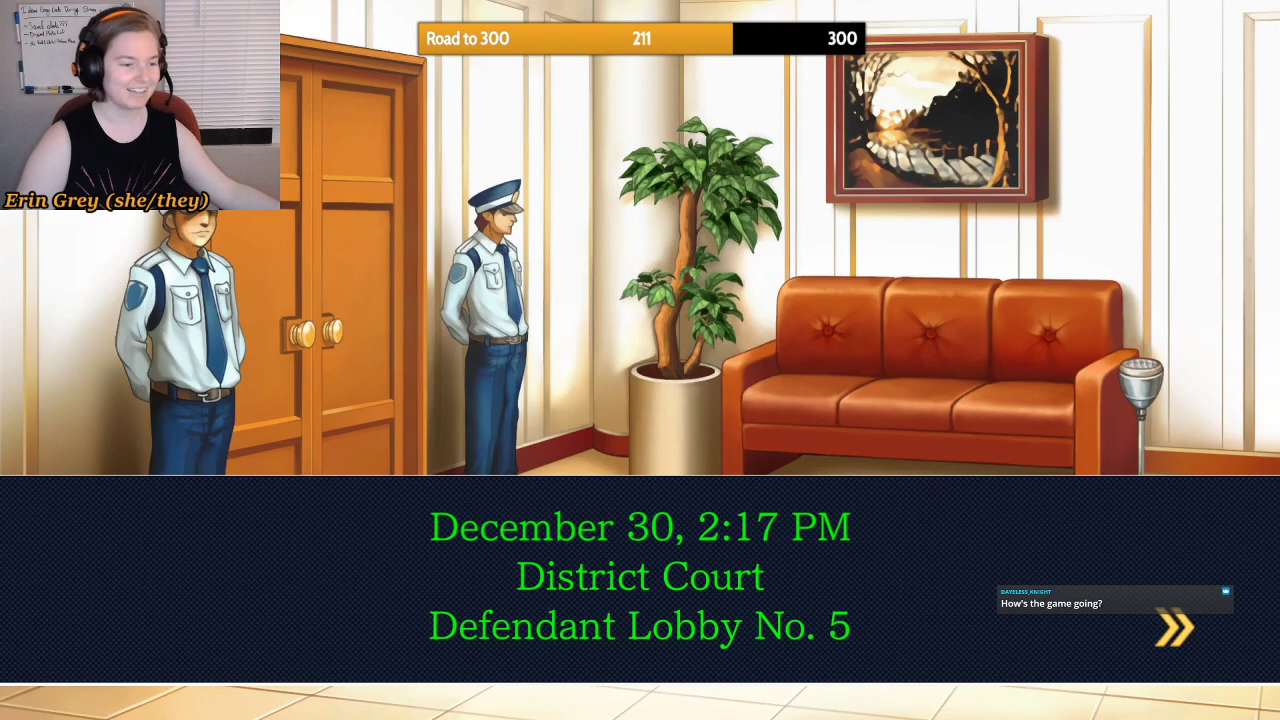 Road to 300 211 300
Erin Grey (she/they)
December 30, 2:17 PM
District Court
Defendant Lobby No. 5
DAYELESS_KNIGHT
How's the game going?